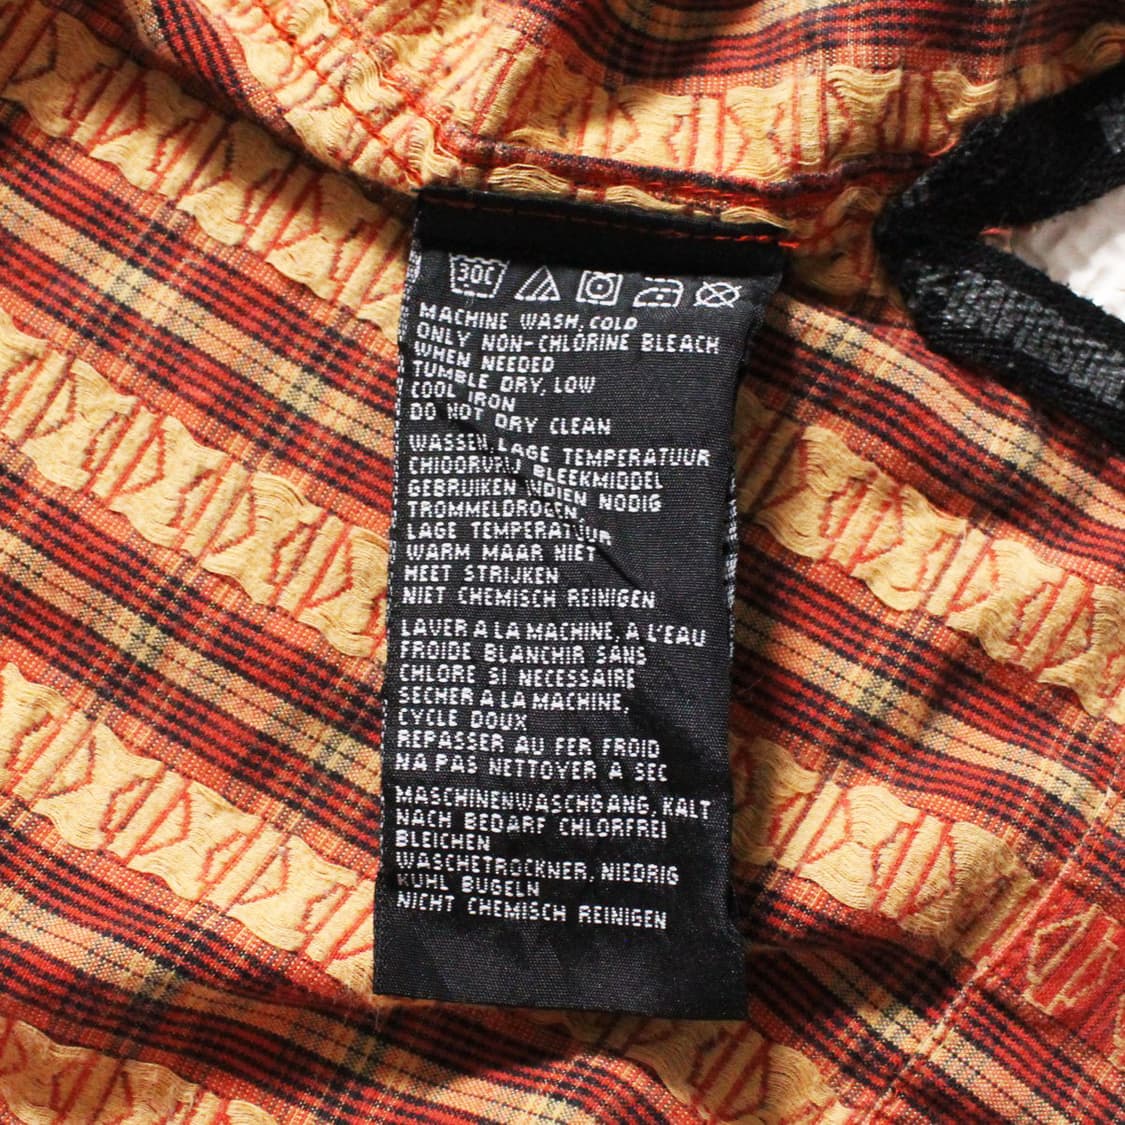 30C
MACHINE WASH, COLD
ONLY NON-CHLORINE BLEACH
WHEN NEEDED
TUMBLE DRY, LOW
COOL IRON
DO NOT DRY CLEAN
WASSEN, LAGE TEMPERATUUR
CHIOORVRIJ BLEEKMIDDEL
GEBRUIKEN INDIEN NODIG
TROMMELDROGEN
LAGE TEMPERATUUR
WARM MAAR NIET
HEET STRIJKEN
NIET CHEMISCH REINIGEN
LAVER A LA MACHINE, A L'EAU
FROIDE BLANCHIR SANS
CHLORE SI NECESSAIRE
SECHER A LA MACHINE,
CYCLE DOUX
REPASSER AU FER FROID
NA PAS NETTOYER A SEC
MASCHINENWASCHGANG, KALT
NACH BEDARF CHLORFREI
BLEICHEN
WASCHETROCKNER, NIEDRIG
KUHL BUGELN
NICHT CHEMISCH REINIGEN